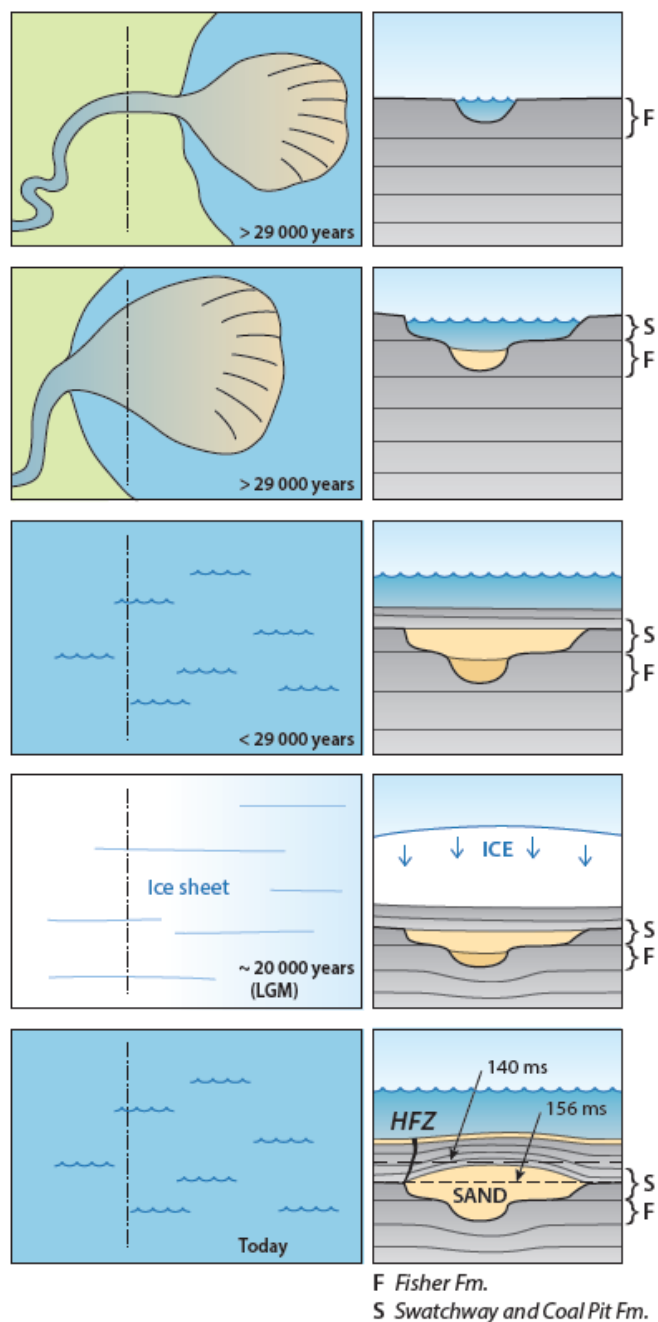 > 29 000 years
F
> 29 000 years
S
F
< 29 000 years
S
F
Ice sheet
~ 20 000 years
(LGM)
ICE
S
F
Today
140 ms
156 ms
HFZ
SAND
S
F
F Fisher Fm.
S Swatchway and Coal Pit Fm.